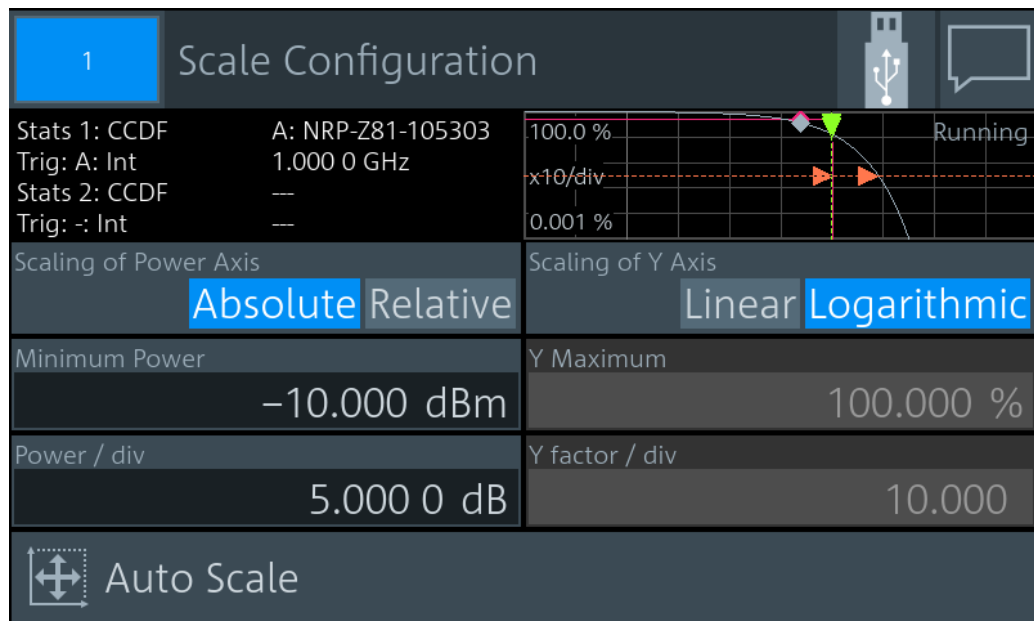 1 Scale Configuration
Stats 1: CCDF A: NRP-Z81-105303
Trig: A: Int 1.000 0 GHz
Stats 2: CCDF ---
Trig: -: Int ---
100.0 % Running
x10/div
0.001 %
Scaling of Power Axis
Absolute Relative
Scaling of Y Axis
Linear Logarithmic
Minimum Power
−10.000 dBm
Y Maximum
100.000 %
Power / div
5.000 0 dB
Y factor / div
10.000
Auto Scale